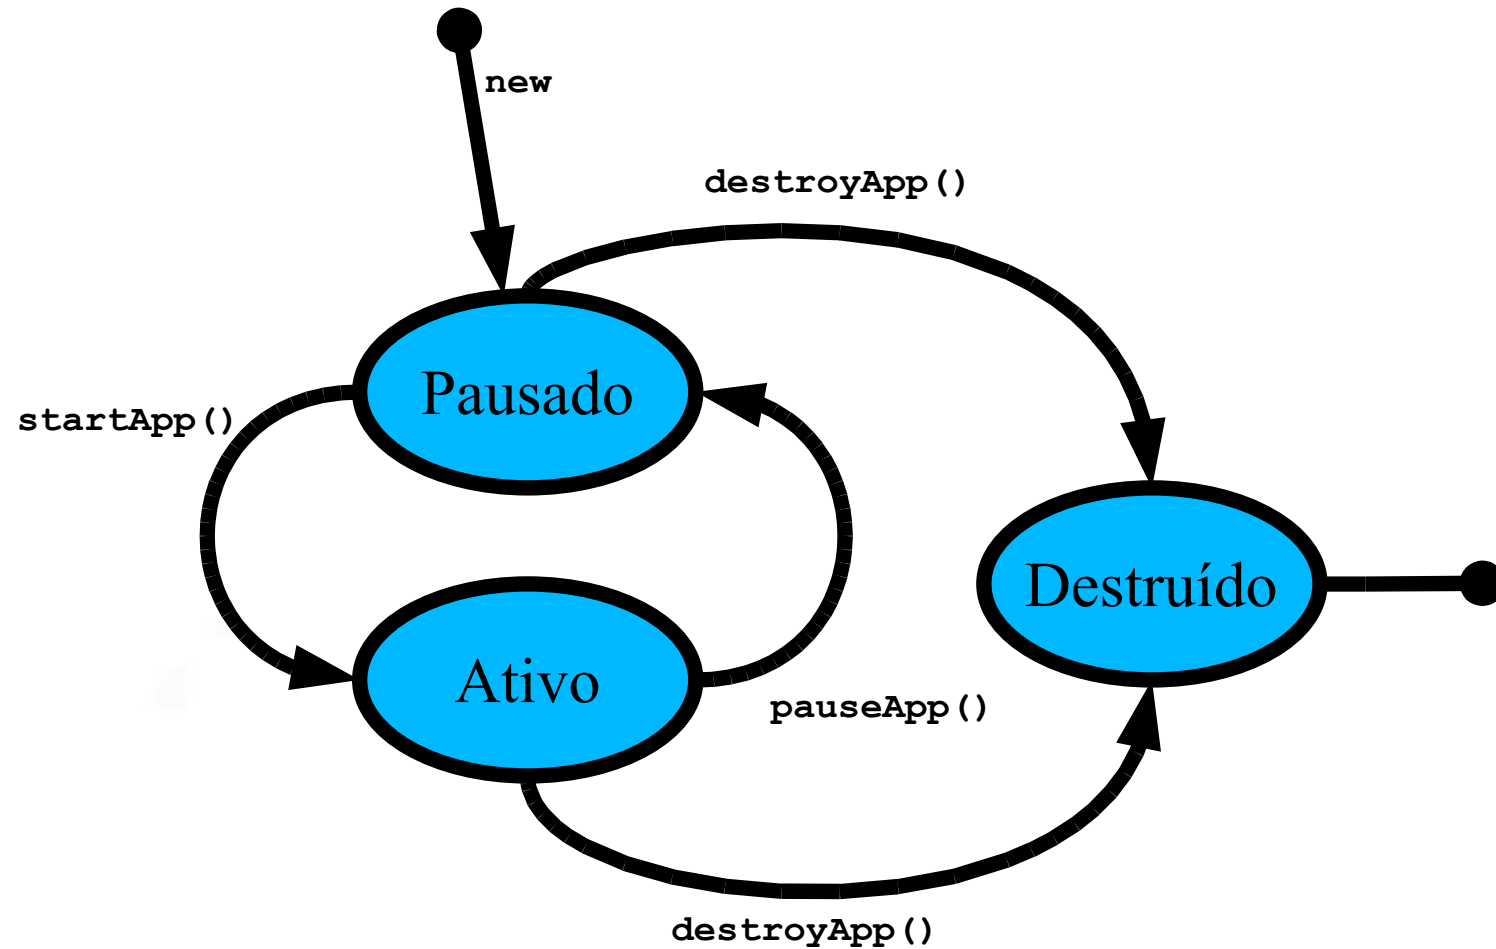 new
destroyApp()
Pausado
startApp()
Destruído
Ativo
pauseApp()
destroyApp()